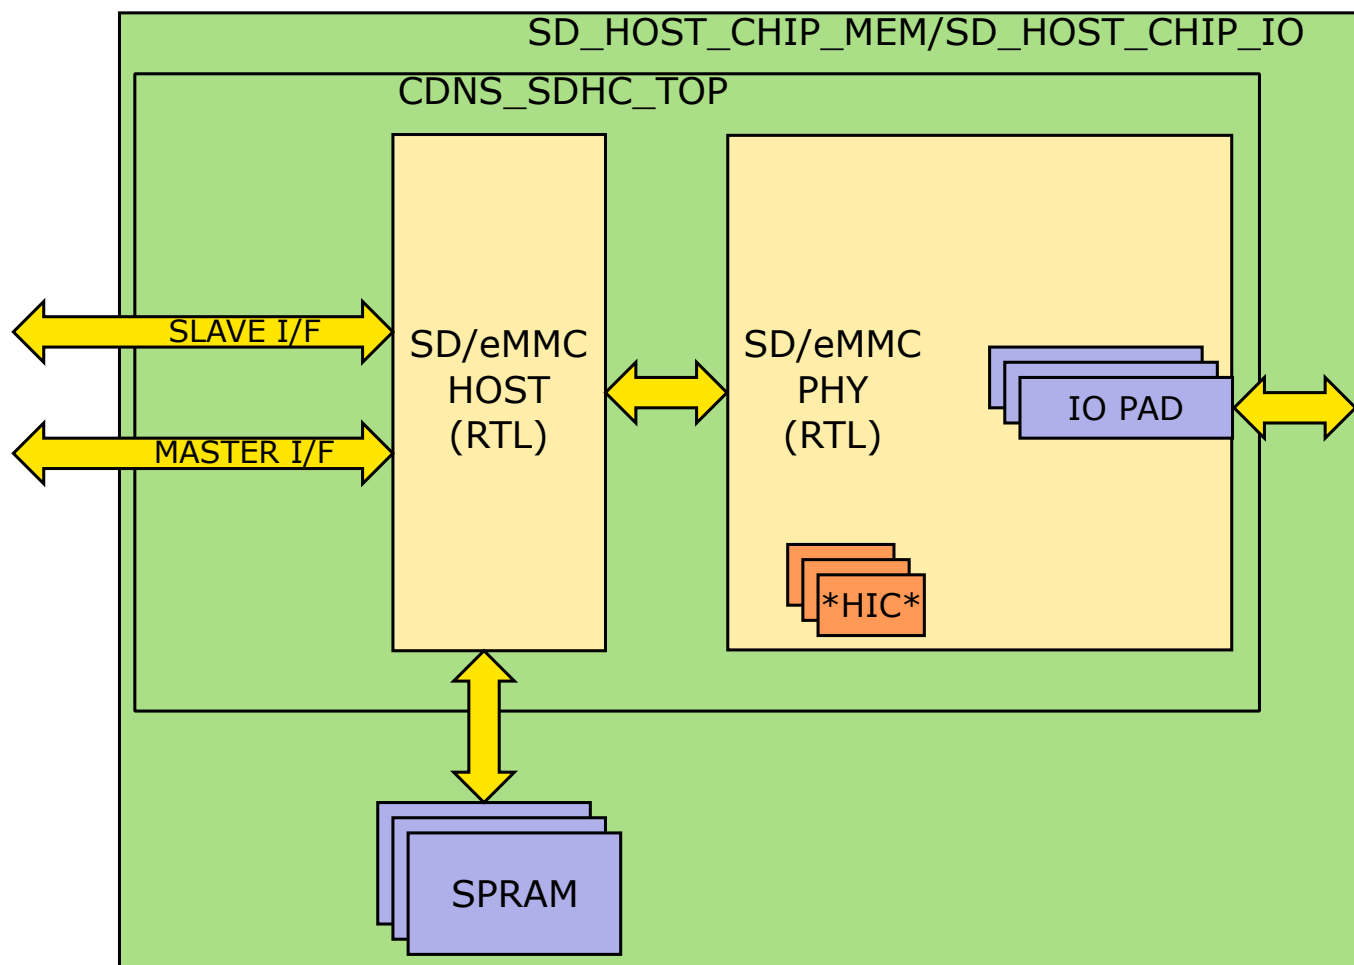 SD_HOST_CHIP_MEM/SD_HOST_CHIP_IO
CDNS_SDHC_TOP
SLAVE I/F
MASTER I/F
SD/eMMC
HOST
(RTL)
SD/eMMC
PHY
(RTL)
IO PAD
*HIC*
SPRAM